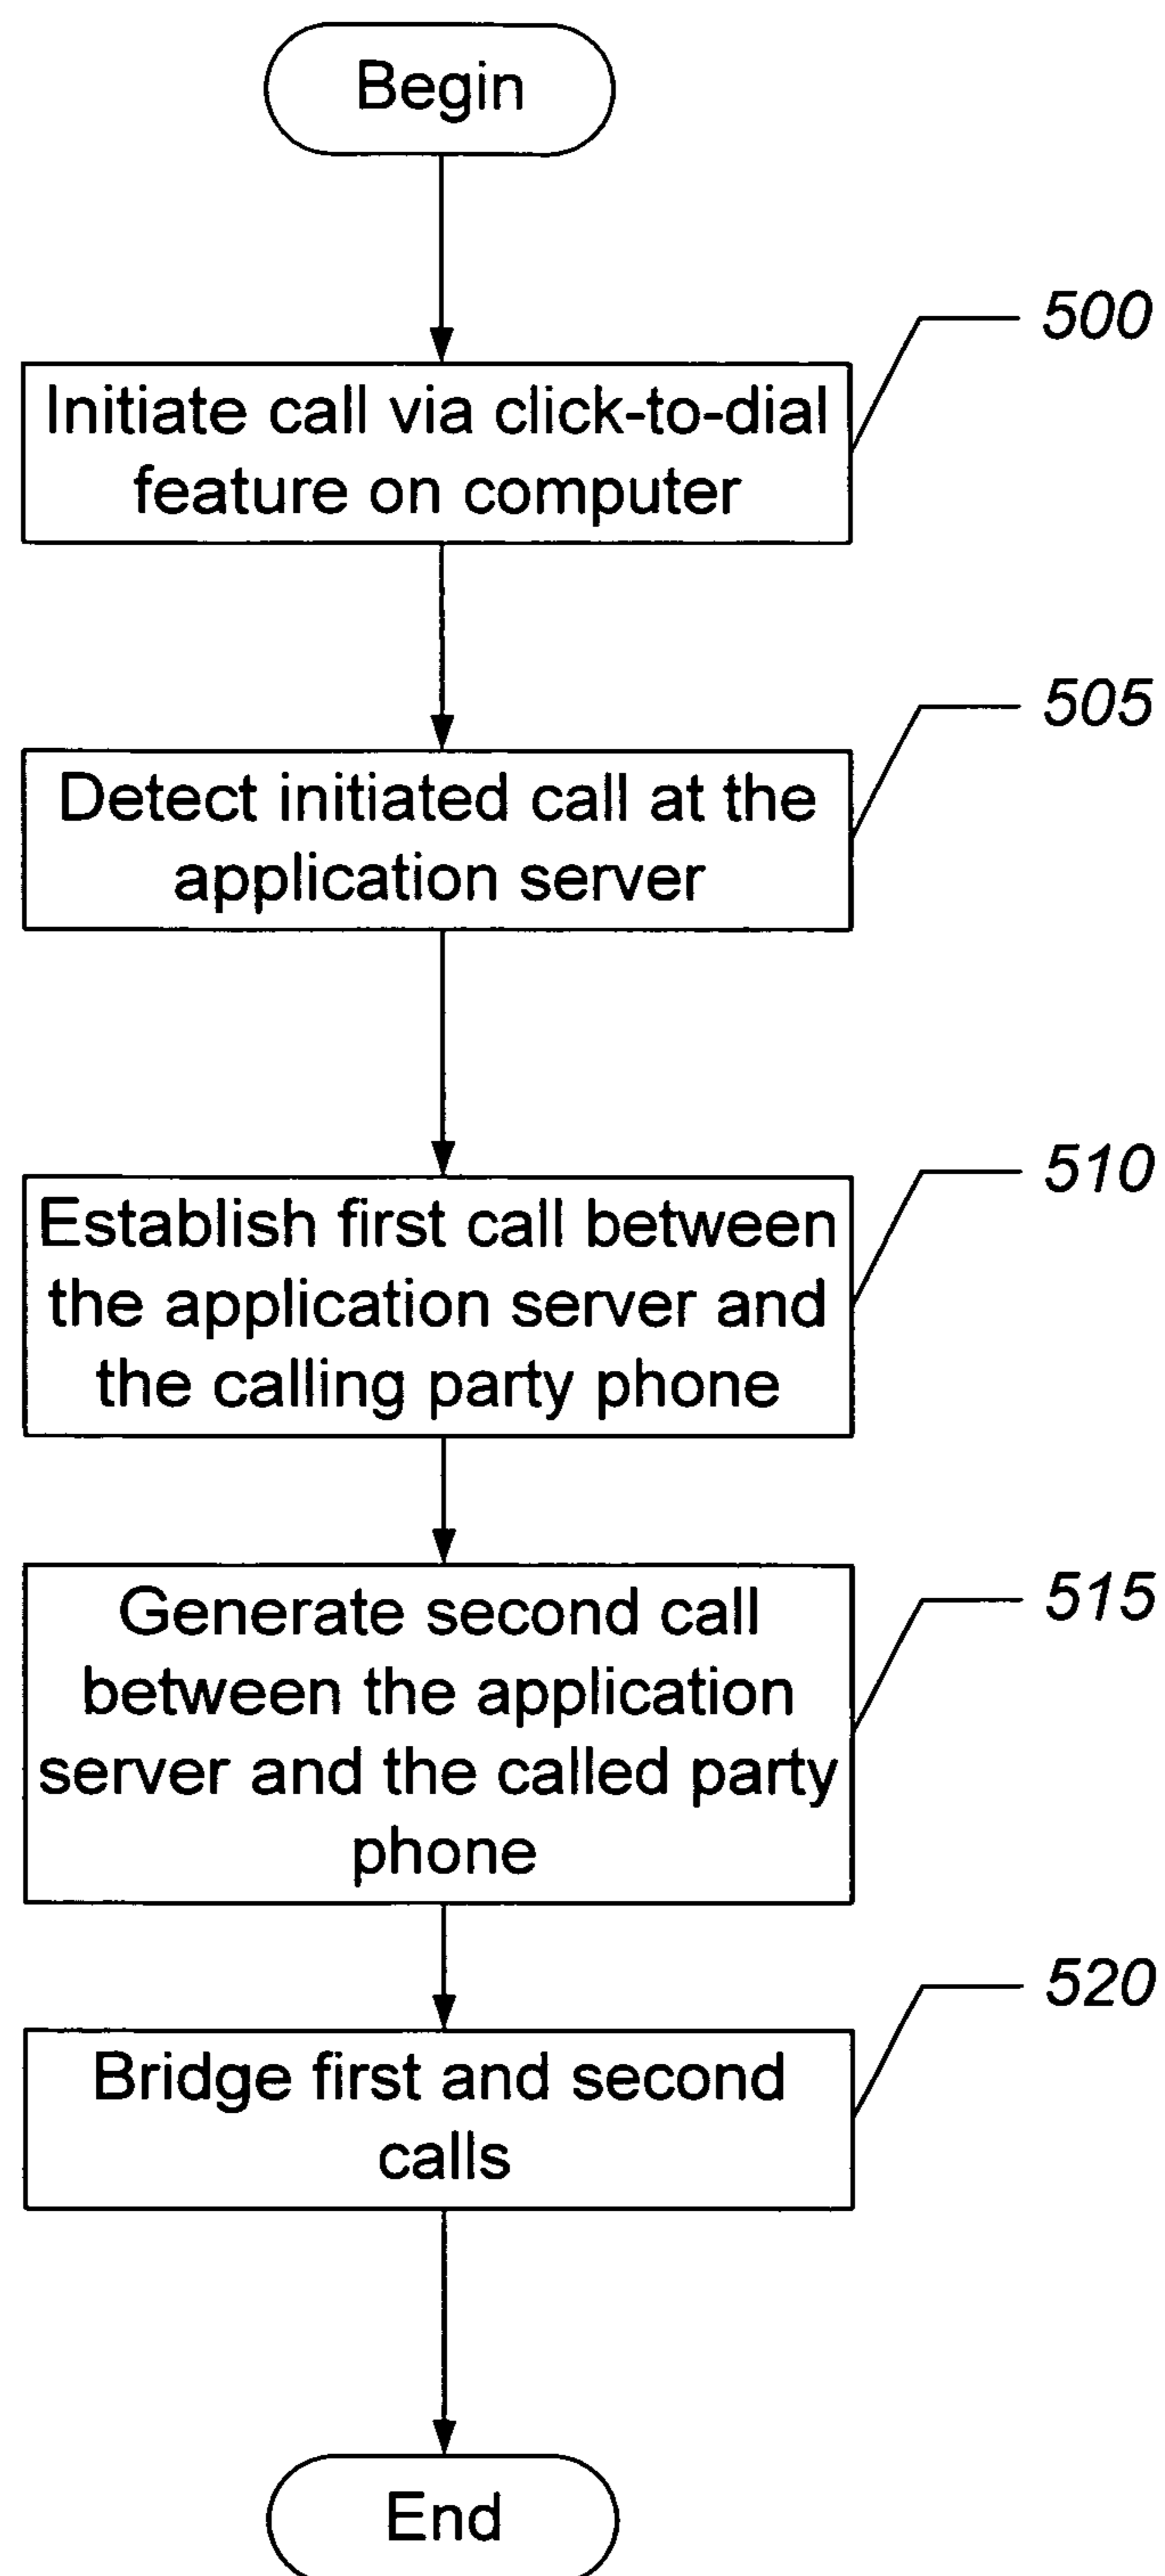 Begin
500
Initiate call via click-to-dial
feature on computer
505
Detect initiated call at the
application server
510
Establish first call between
the application server and
the calling party phone
515
Generate second call
between the application
server and the called party
phone
520
Bridge first and second
calls
End